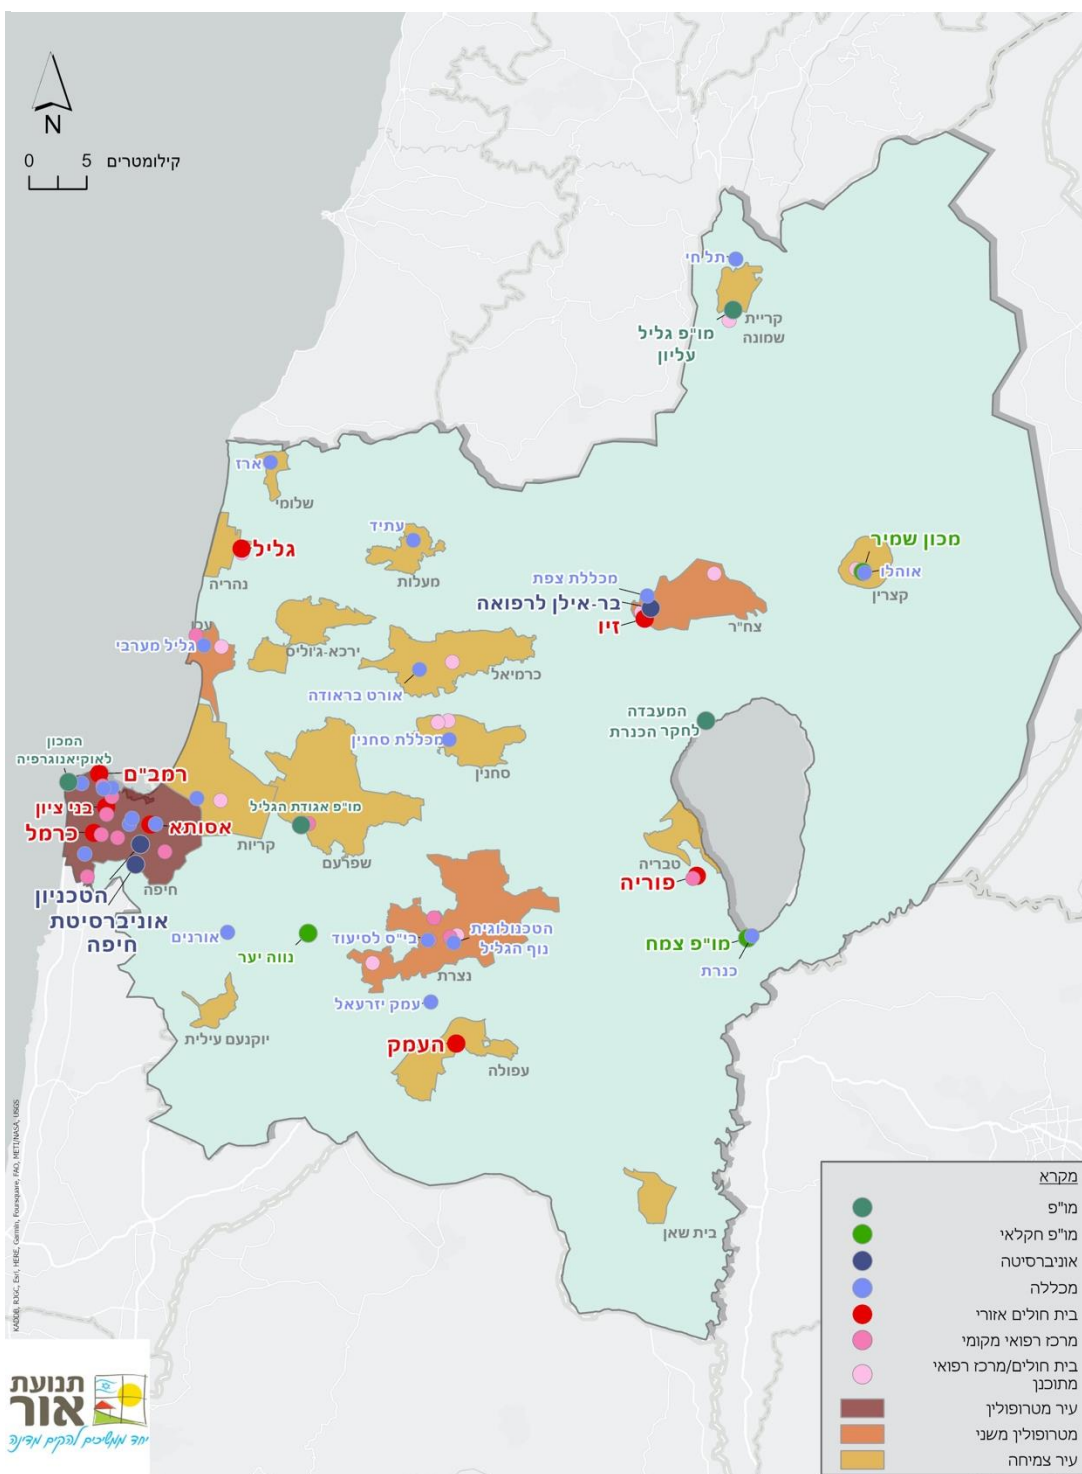 N
0 5 קילומטרים
תל חי
קריית
שמונה
מו"פ גליל
עליון
ארז
שלומי
עתיד
מעלות
גליל
נהריה
מכון שמיר
אוהלו
קצרין
מכללת צפת
בר-אילן לרפואה
זיו
צח"ר
עכו
גליל מערבי
ירכא-ג'וליס
כרמיאל
אורט בראודה
מכללת סחנין
סחנין
המעבדה
לחקר הכנרת
המכון
לאוקיאנוגרפיה
רמב"ם
בני ציון
אסותא
כרמל
קריות
מו"פ אגודת הגליל
שפרעם
חיפה
הטכניון
אוניברסיטת
חיפה
טבריה
פוריה
אורנים
נווה יער
בי"ס לסיעוד
הטכנולוגית
נוף הגליל
נצרת
מו"פ צמח
כנרת
עמק יזרעאל
יוקנעם עילית
העמק
עפולה
בית שאן
מקרא
מו"פ
מו"פ חקלאי
אוניברסיטה
מכללה
בית חולים אזורי
מרכז רפואי מקומי
בית חולים/מרכז רפואי
מתוכנן
עיר מטרופולין
מטרופולין משני
עיר צמיחה
תנועת
אור
יחד ממשיכים להקים מדינה